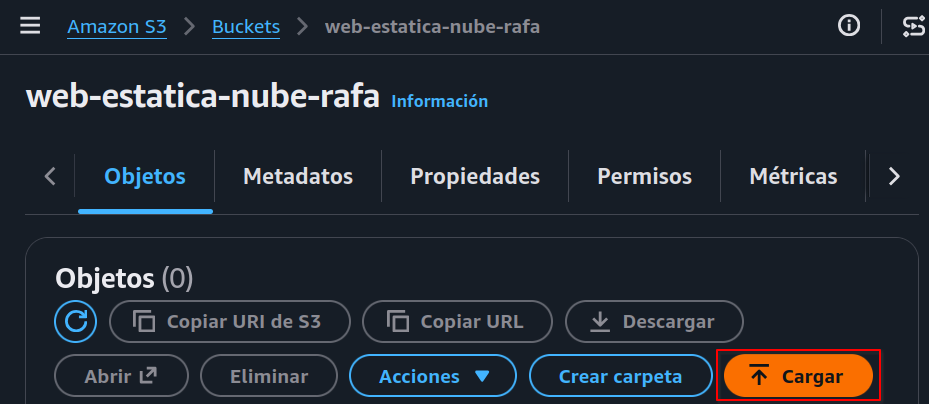 Amazon S3 > Buckets > web-estatica-nube-rafa
web-estatica-nube-rafa Información
Objetos Metadatos Propiedades Permisos Métricas
Objetos (0)
Copiar URI de S3 Copiar URL Descargar
Abrir Eliminar Acciones Crear carpeta Cargar